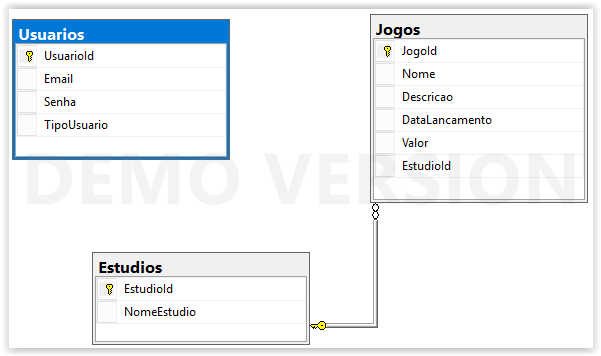 Usuarios
UsuarioId
Email
Senha
TipoUsuario
Jogos
JogoId
Nome
Descricao
DataLancamento
Valor
EstudioId
DEMO VERSION
Estudios
EstudioId
NomeEstudio